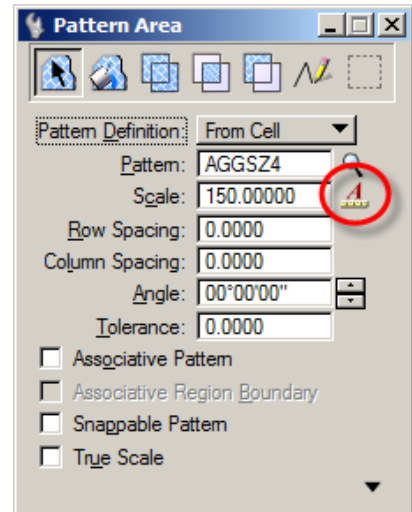 Pattern Area
Pattern Definition: From Cell
Pattern: AGGSZ4
Scale: 150.00000 A
Row Spacing: 0.0000
Column Spacing: 0.0000
Angle: 00°00'00"
Tolerance: 0.0000
Associative Pattern
Associative Region Boundary
Snappable Pattern
True Scale